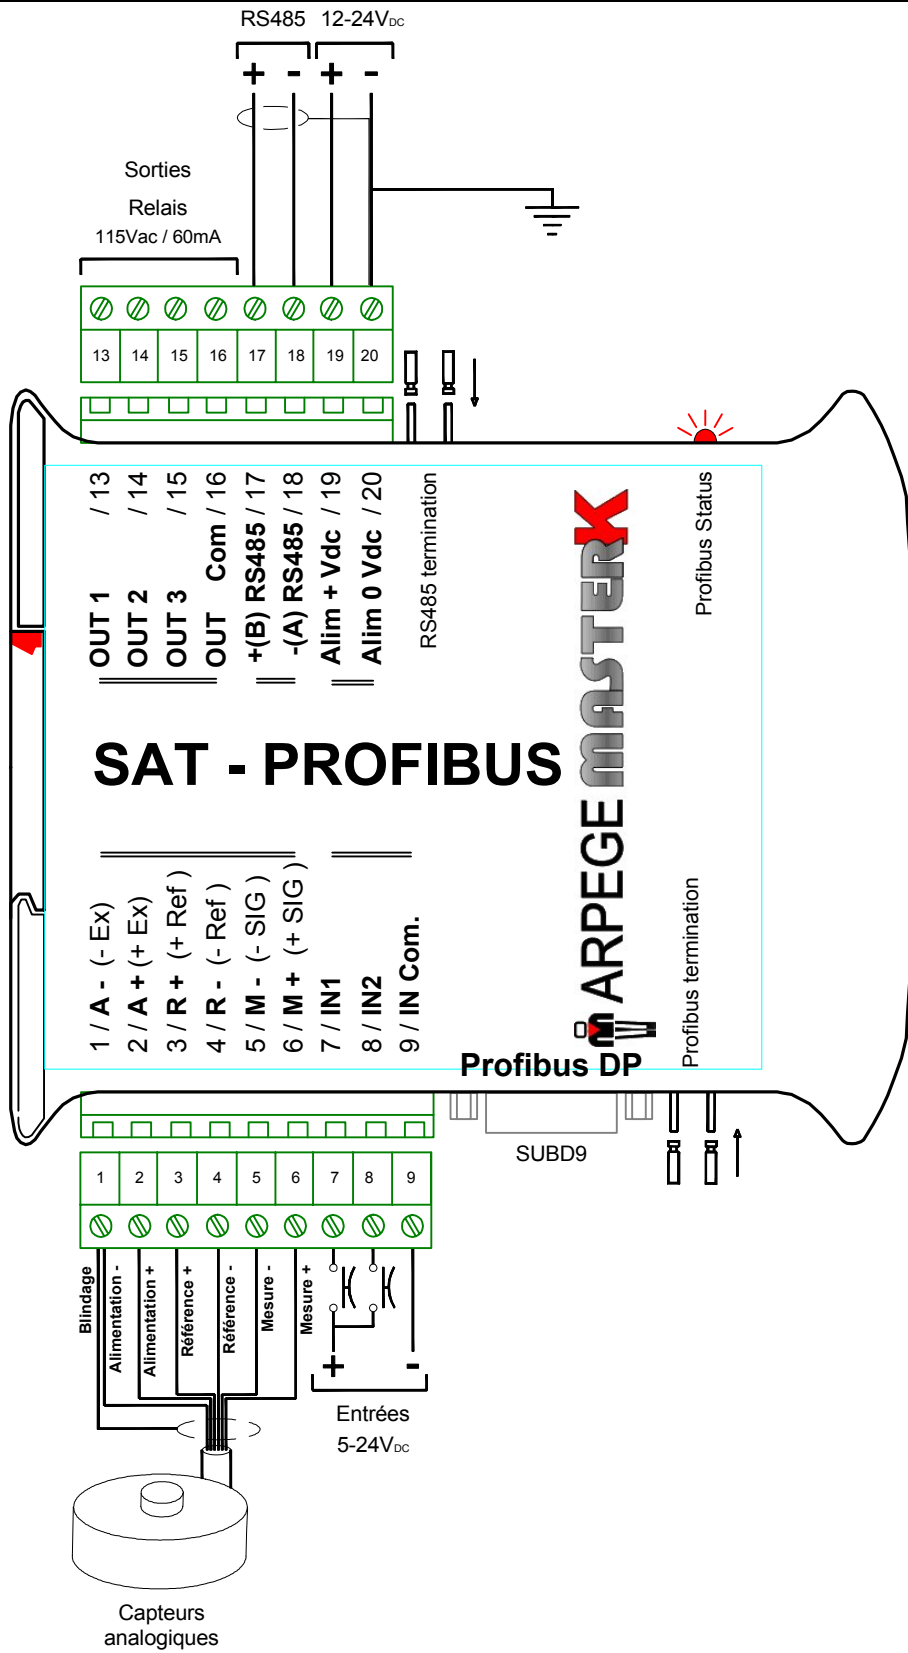 RS485 12-24VDC
+ - + -
Sorties
Relais
115Vac / 60mA
13 14 15 16 17 18 19 20
OUT 1 / 13
OUT 2 / 14
OUT 3 / 15
OUT Com / 16
+(B) RS485 / 17
-(A) RS485 / 18
Alim + Vdc / 19
Alim 0 Vdc / 20
RS485 termination
Profibus Status
SAT - PROFIBUS
ARPEGE MASTERK
1 / A - (- Ex)
2 / A + (+ Ex)
3 / R + (+ Ref )
4 / R - (- Ref )
5 / M - (- SIG )
6 / M + (+ SIG )
7 / IN1
8 / IN2
9 / IN Com.
Profibus termination
Profibus DP
SUBD9
1 2 3 4 5 6 7 8 9
Blindage
Alimentation -
Alimentation +
Référence +
Référence -
Mesure -
Mesure +
+ -
Entrées
5-24VDC
Capteurs
analogiques